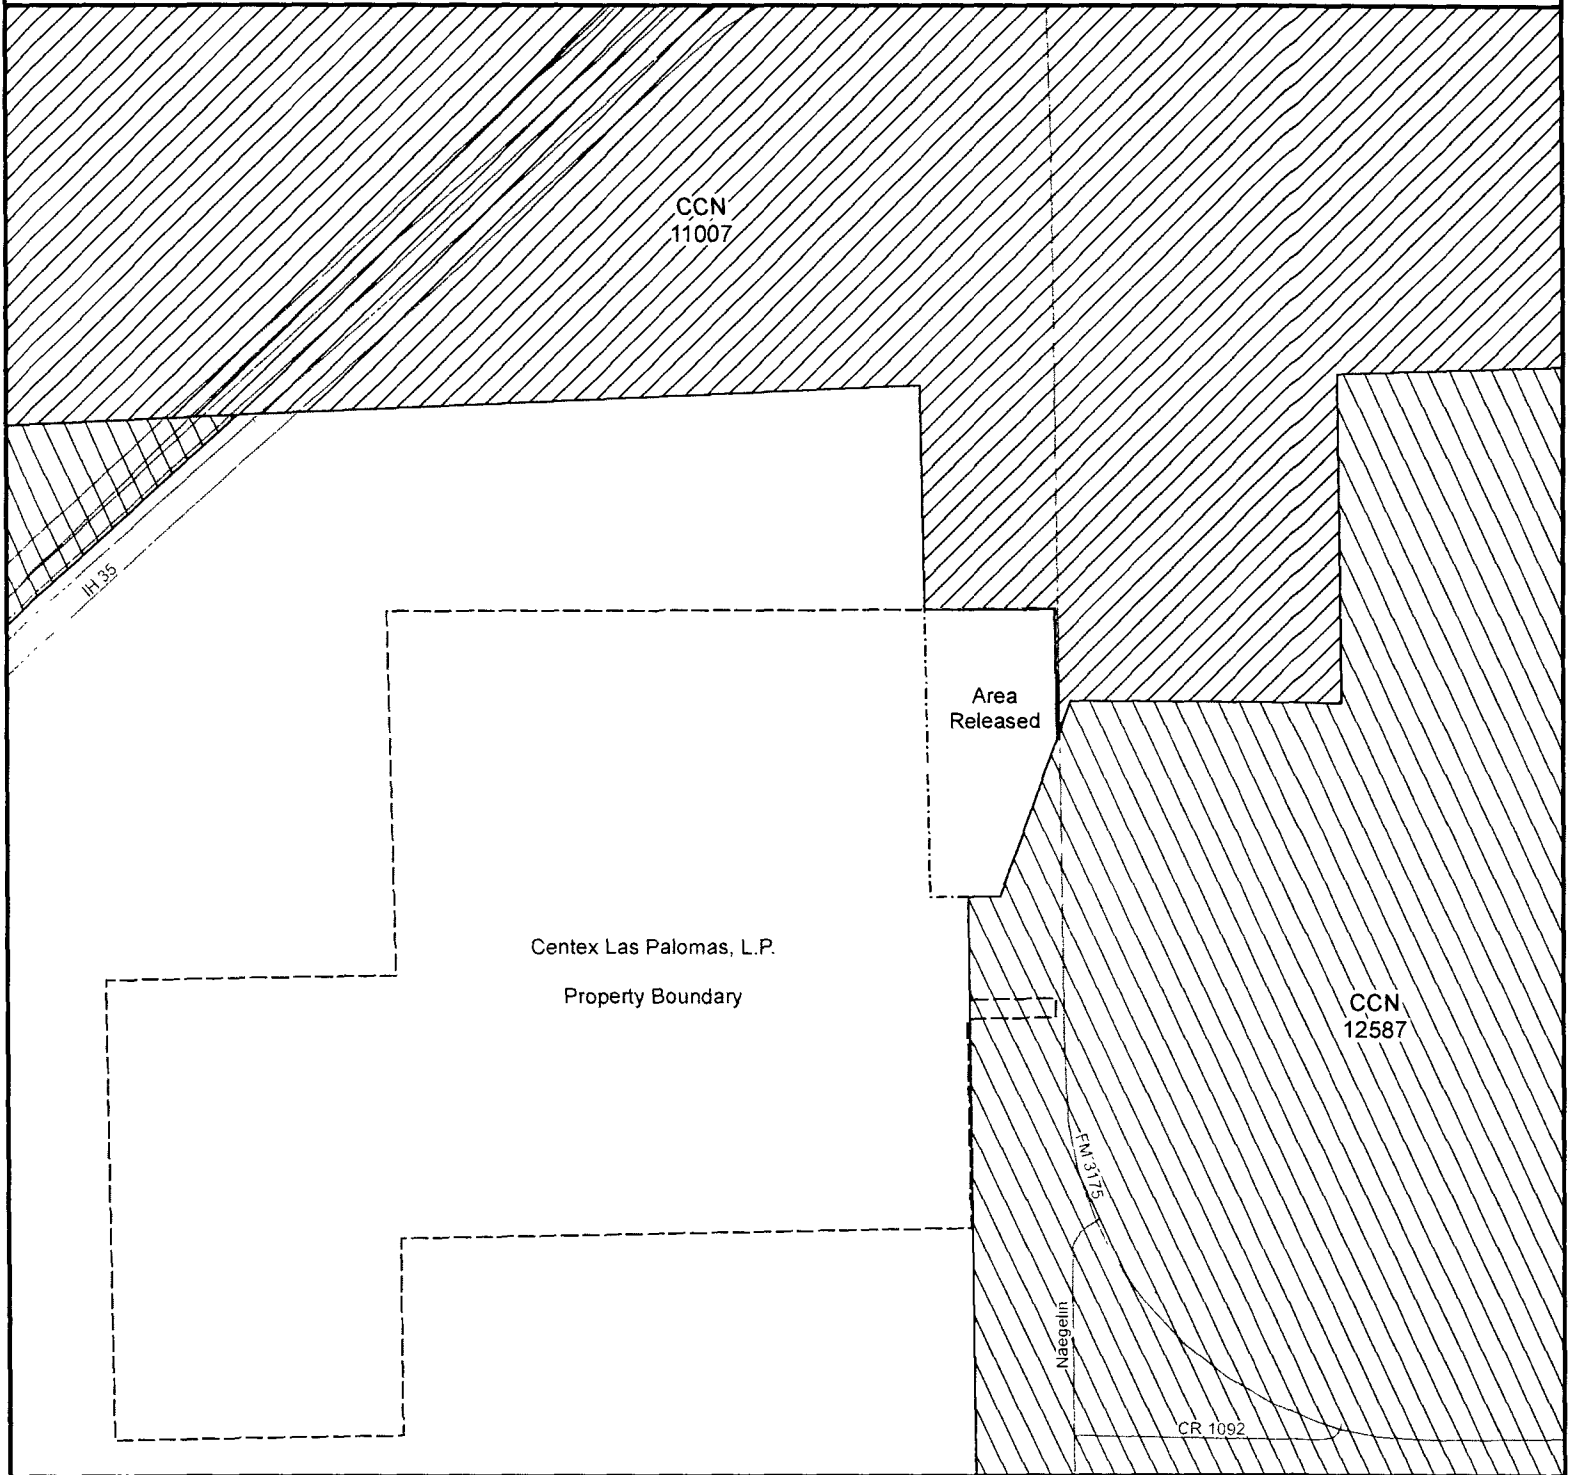 CCN
11007
IH 35
Area
Released
Centex Las Palomas, L.P.
Property Boundary
CCN
12587
FM 3175
Naegelin
CR 1092